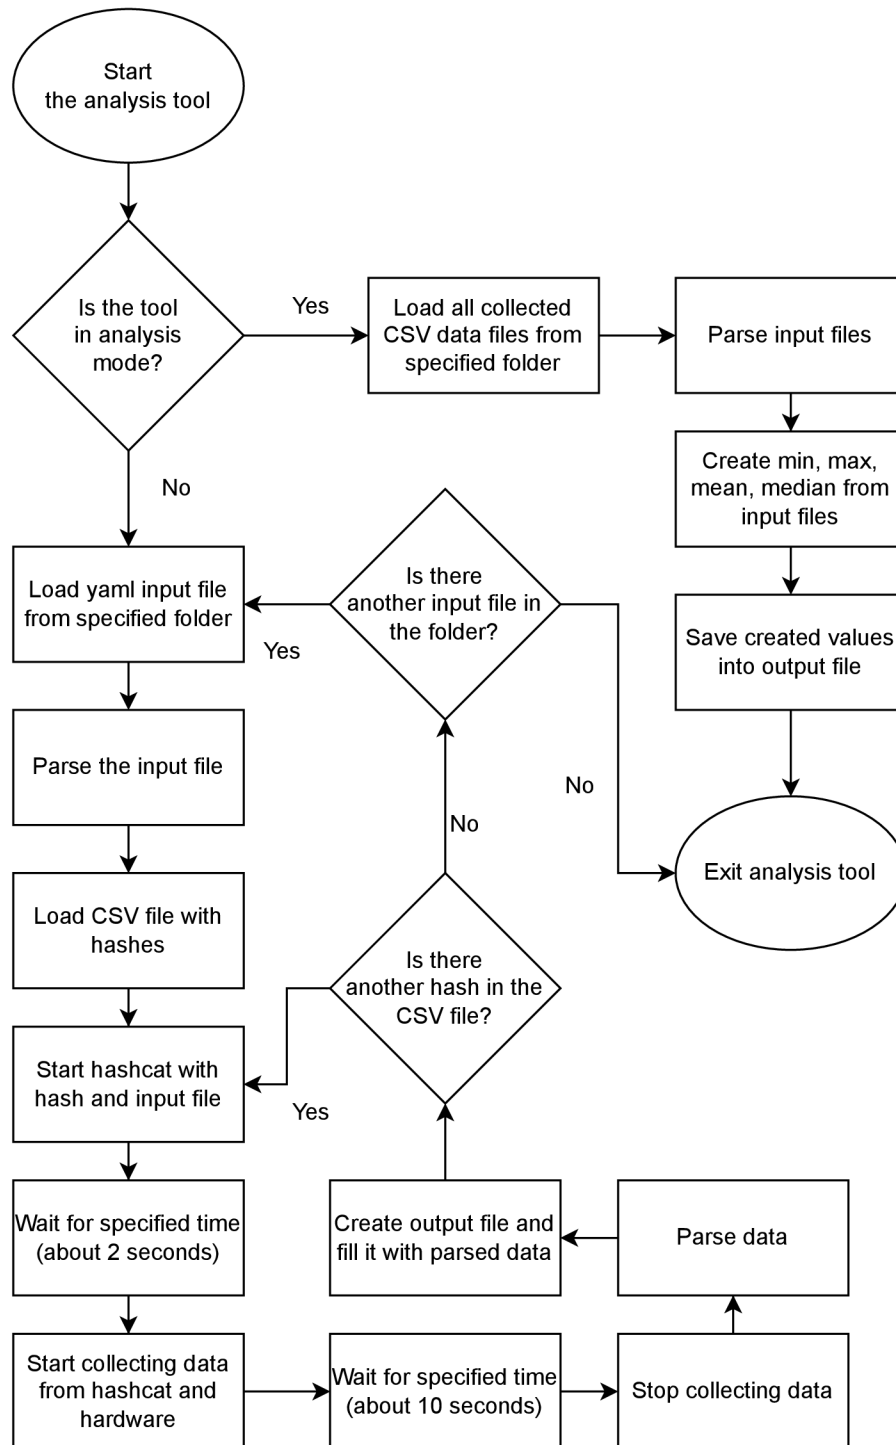 Start
the analysis tool
Is the tool
in analysis
mode?
Yes
Load all collected
CSV data files from
specified folder
Parse input files
No
Create min, max,
mean, median from
input files
Load yaml input file
from specified folder
Yes
Is there
another input file in
the folder?
Save created values
into output file
Parse the input file
No
No
Exit analysis tool
Load CSV file with
hashes
Is there
another hash in the
CSV file?
Start hashcat with
hash and input file
Yes
Wait for specified time
(about 2 seconds)
Create output file and
fill it with parsed data
Parse data
Start collecting data
from hashcat and
hardware
Wait for specified time
(about 10 seconds)
Stop collecting data